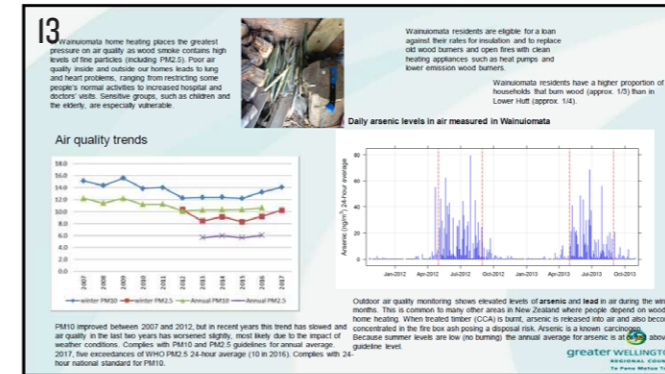 13
Wainuiomata home heating places the greatest
pressure on air quality as wood smoke contains high
levels of fine particles (including PM2.5). Poor air
quality inside and outside our homes leads to lung
and heart problems, ranging from restricting some
people's normal activities to increased hospital and
doctors' visits. Sensitive groups, such as children and
the elderly, are especially vulnerable.
Wainuiomata residents are eligible for a loan
against their rates for insulation and to replace
old wood burners and open fires with clean
heating appliances such as heat pumps and
lower emission wood burners.
Wainuiomata residents have a higher proportion of
households that burn wood (approx. 1/3) than in
Lower Hutt (approx. 1/4).
Air quality trends
18.0
16.0
14.0
12.0
10.0
8.0
6.0
4.0
2.0
0.0
2007 2008 2009 2010 2011 2012 2013 2014 2015 2016 2017
winter PM10 winter PM2.5 Annual PM10 Annual PM2.5
Daily arsenic levels in air measured in Wainuiomata
Arsenic (ng/m³) 24-hour average
80
60
40
20
0
Jan-2012 Apr-2012 Jul-2012 Oct-2012 Jan-2013 Apr-2013 Jul-2013 Oct-2013
PM10 improved between 2007 and 2012, but in recent years this trend has slowed and
air quality in the last two years has worsened slightly, most likely due to the impact of
weather conditions. Complies with PM10 and PM2.5 guidelines for annual average.
2017, five exceedances of WHO PM2.5 24-hour average (10 in 2016). Complies with 24-
hour national standard for PM10.
Outdoor air quality monitoring shows elevated levels of arsenic and lead in air during the
months. This is common to many other areas in New Zealand where people depend on wood
home heating. When treated timber (CCA) is burnt, arsenic is released into air and also
concentrated in the fire box ash posing a disposal risk. Arsenic is a known carcinogen.
Because summer levels are low (no burning) the annual average for arsenic is at
guideline level.
greater WELLINGTON
REGIONAL COUNCIL
Te Pane Matua